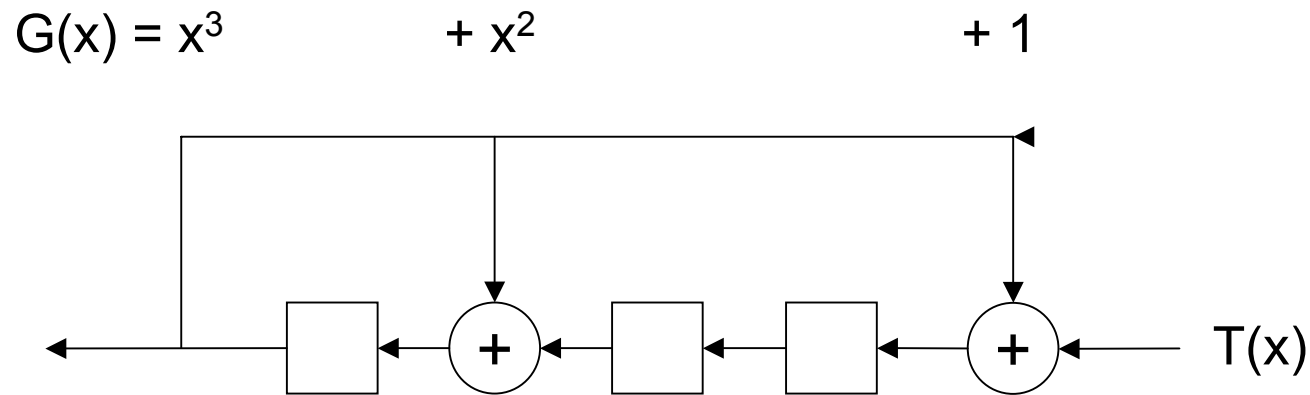 G(x) = x³ + x² + 1
+ + T(x)